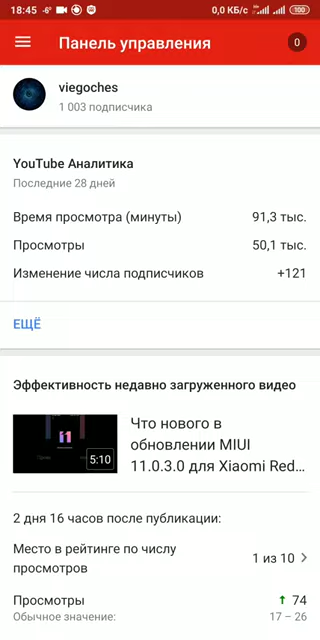 18:45 -6° 0,0 КБ/с 100
Панель управления 0
viegoches
1 003 подписчика
YouTube Аналитика
Последние 28 дней
Время просмотра (минуты) 91,3 тыс.
Просмотры 50,1 тыс.
Изменение числа подписчиков +121
ЕЩЁ
Эффективность недавно загруженного видео
11
5:10
Что нового в
обновлении MIUI
11.0.3.0 для Xiaomi Red...
2 дня 16 часов после публикации:
Место в рейтинге по числу
просмотров
1 из 10
Просмотры ↑ 74
Обычное значение: 17 – 26